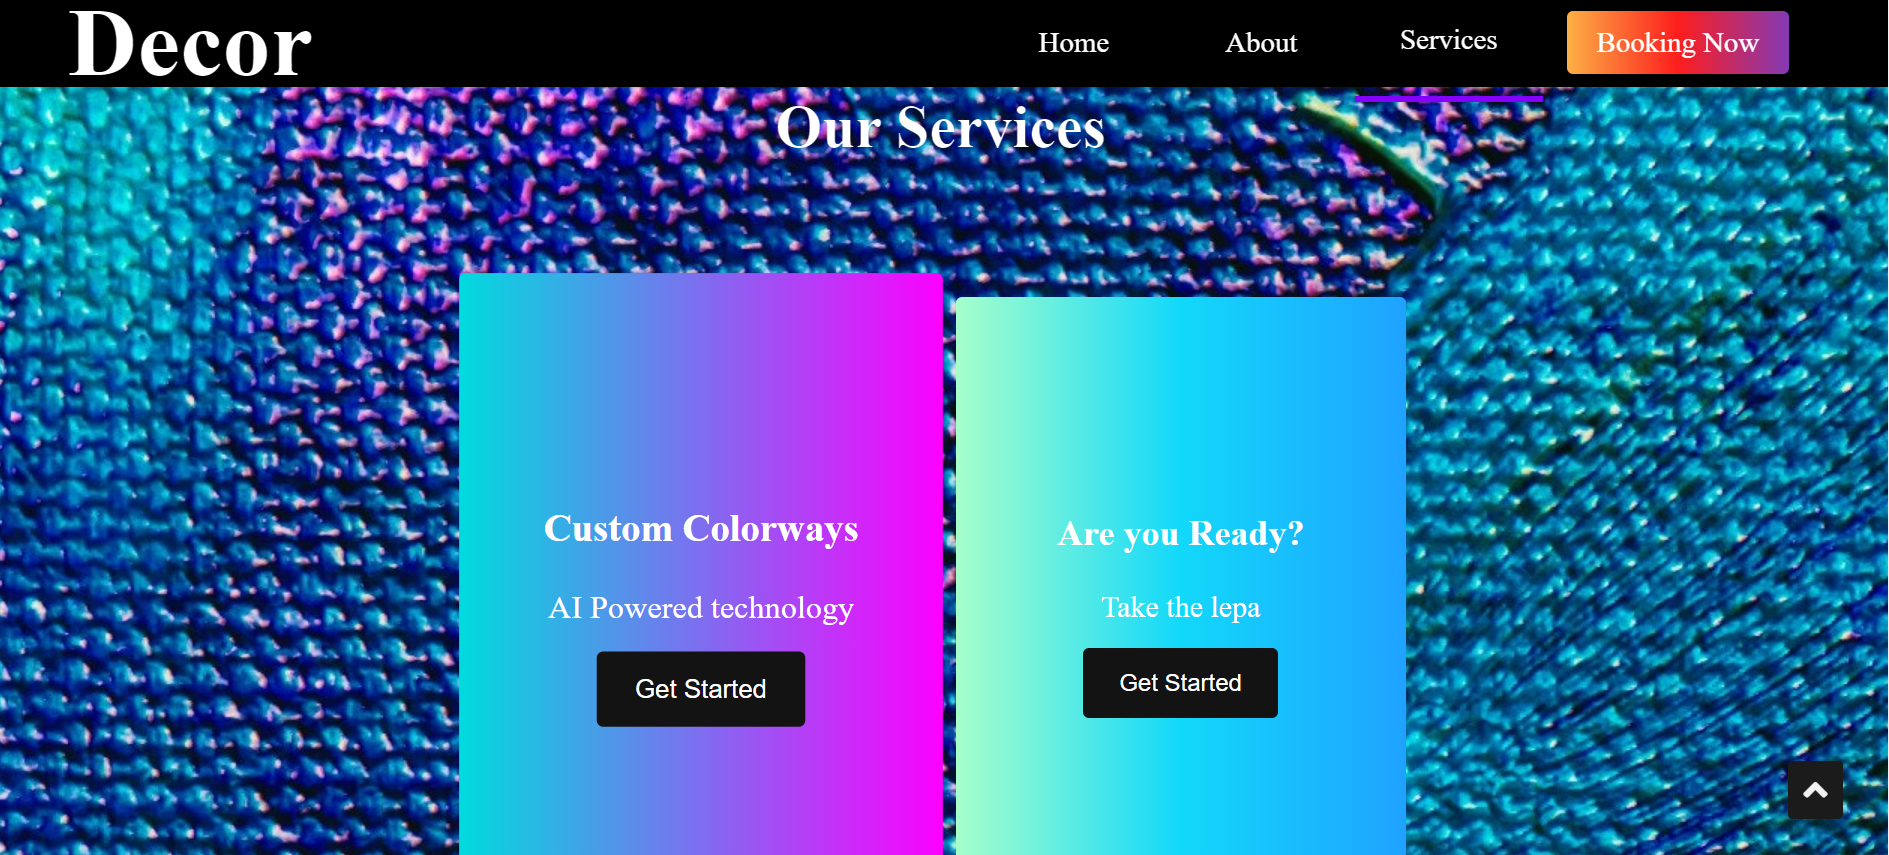 Decor
Home About Services Booking Now
Our Services
Custom Colorways
AI Powered technology
Get Started
Are you Ready?
Take the lepa
Get Started